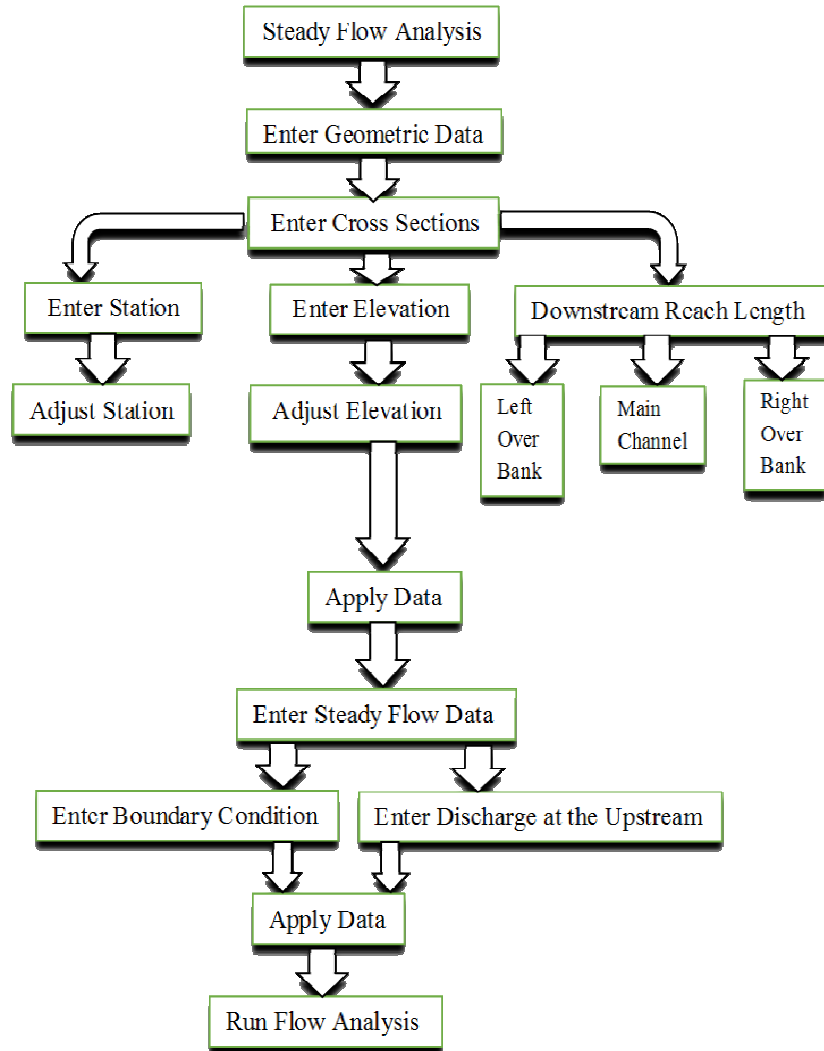 Steady Flow Analysis
Enter Geometric Data
Enter Cross Sections
Enter Station
Enter Elevation
Downstream Reach Length
Adjust Station
Adjust Elevation
Left
Over
Bank
Main
Channel
Right
Over
Bank
Apply Data
Enter Steady Flow Data
Enter Boundary Condition
Enter Discharge at the Upstream
Apply Data
Run Flow Analysis